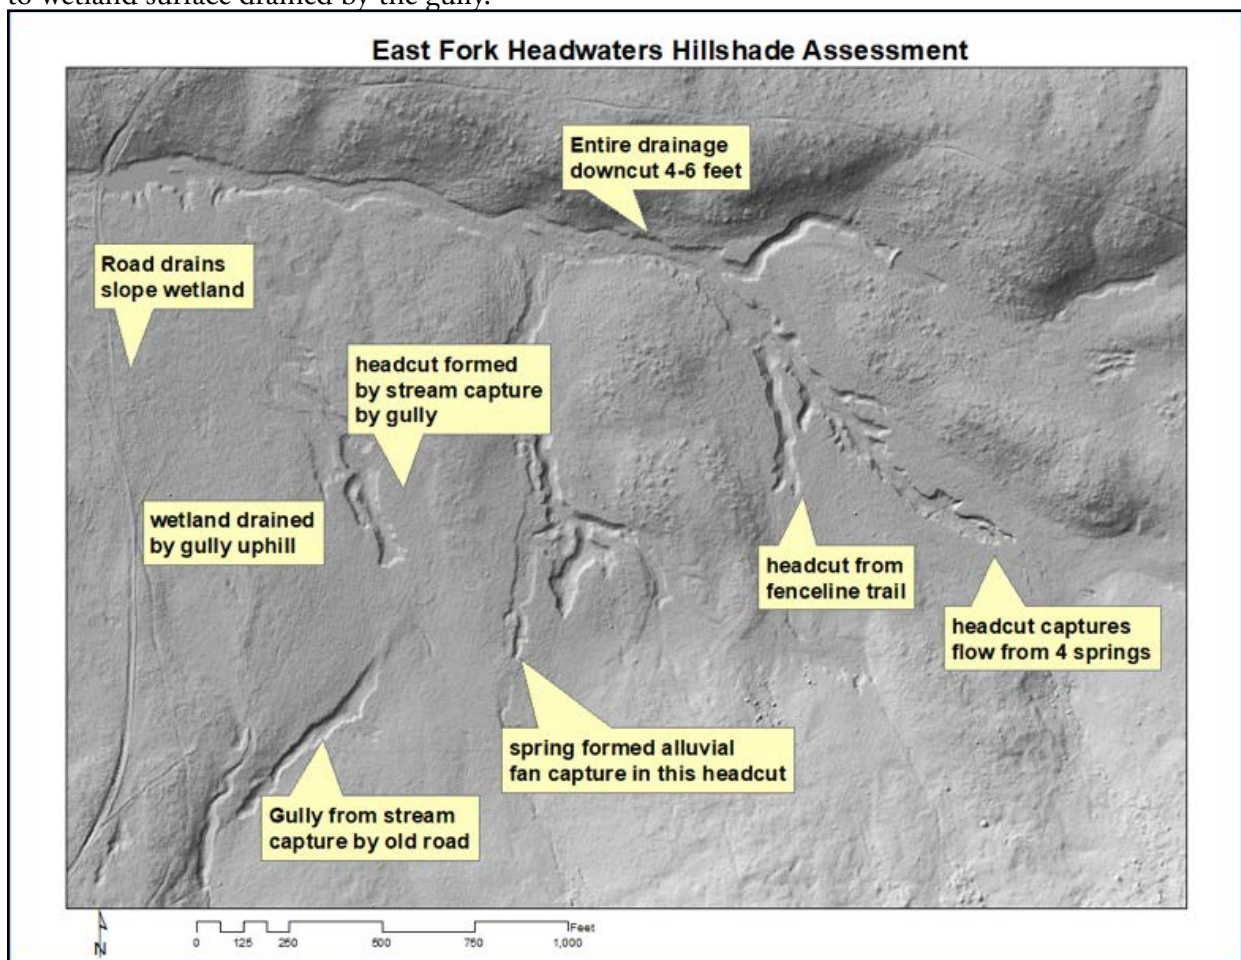 to wetland surface drained by the gully.
East Fork Headwaters Hillshade Assessment
Entire drainage
downcut 4-6 feet
Road drains
slope wetland
headcut formed
by stream capture
by gully
wetland drained
by gully uphill
headcut from
fenceline trail
headcut captures
flow from 4 springs
spring formed alluvial
fan capture in this headcut
Gully from stream
capture by old road
N
Feet
0 125 250 500 750 1,000